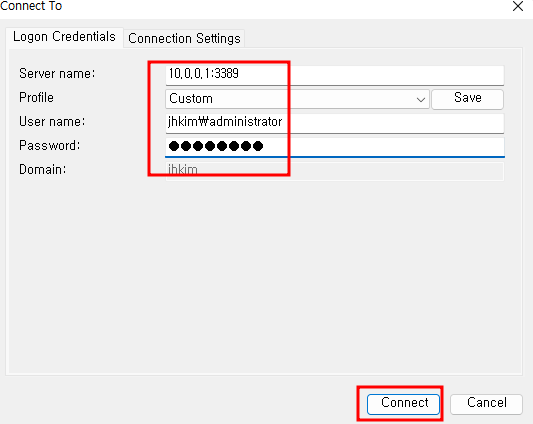 Connect To
Logon Credentials Connection Settings
Server name: 10.0.0.1:3389
Profile Custom Save
User name: jhkim₩administrator
Password: ●●●●●●●●
Domain: jhkim
Connect Cancel